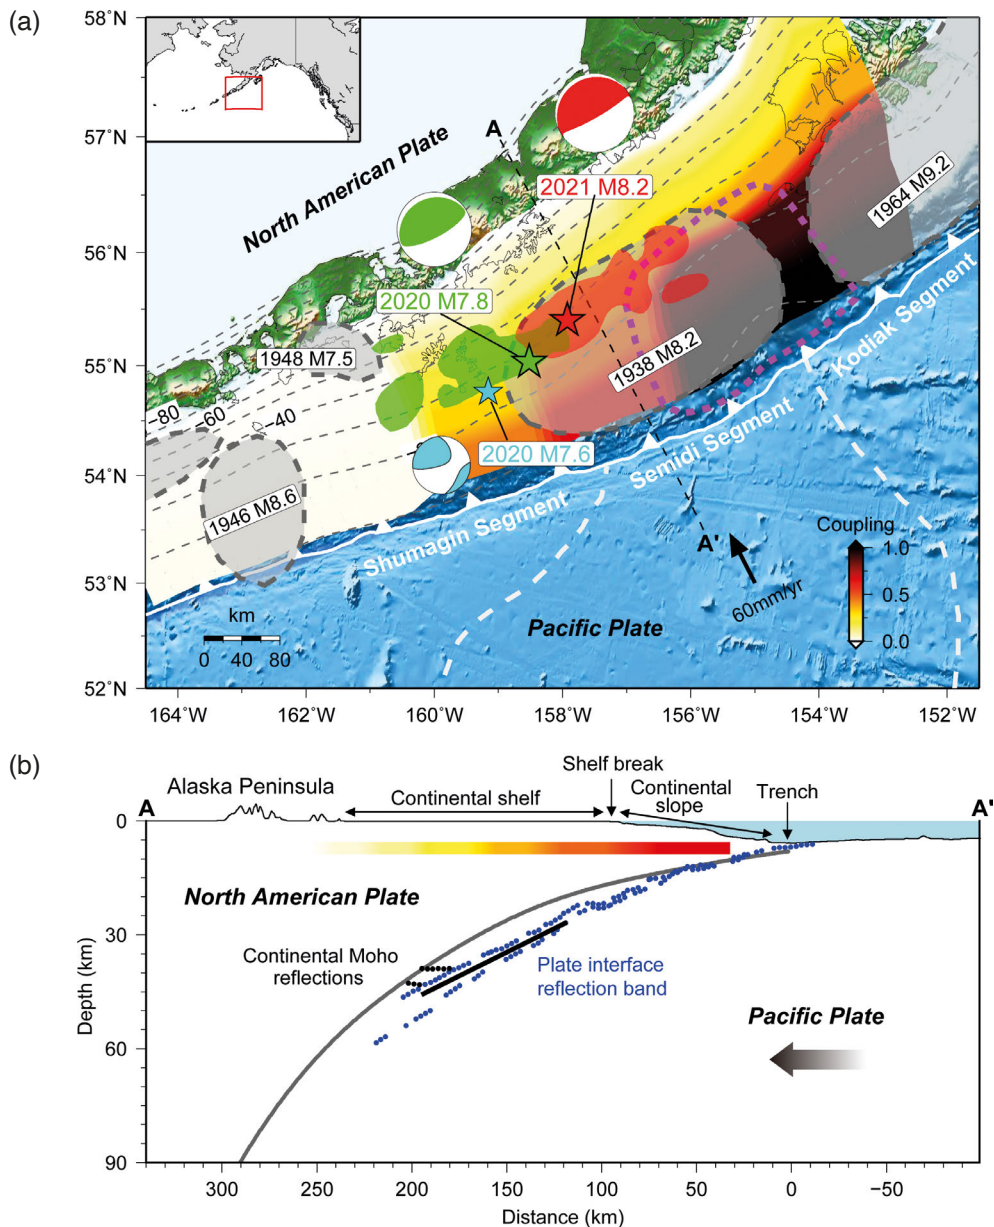 (a)
58°N
57°N
56°N
55°N
54°N
53°N
52°N
164°W
162°W
160°W
158°W
156°W
154°W
152°W
North American Plate
A
2021 M8.2
1964 M9.2
2020 M7.8
1948 M7.5
1938 M8.2
Kodiak Segment
−80
−60
−40
2020 M7.6
Semidi Segment
1946 M8.6
Shumagin Segment
A'
60mm/yr
Coupling
1.0
0.5
0.0
Pacific Plate
km
0 40 80
(b)
Alaska Peninsula
Shelf break
Continental shelf
Continental
slope
Trench
A
A'
0
30
60
90
Depth (km)
North American Plate
Continental Moho
reflections
Plate interface
reflection band
Pacific Plate
300 250 200 150 100 50 0 −50
Distance (km)